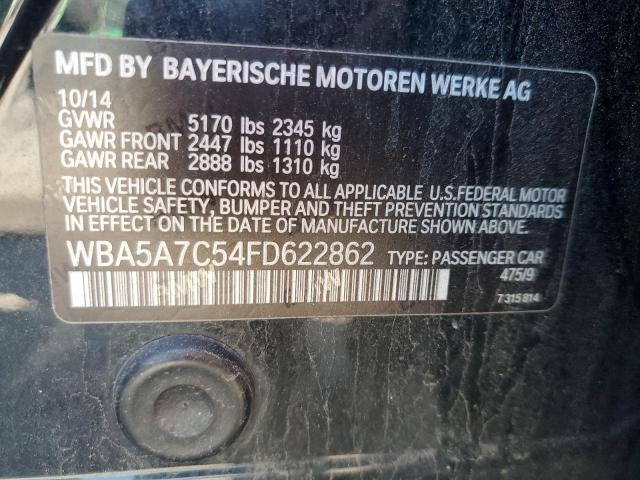 MFD BY BAYERISCHE MOTOREN WERKE AG
10/14
GVWR 5170 lbs 2345 kg
GAWR FRONT 2447 lbs 1110 kg
GAWR REAR 2888 lbs 1310 kg
THIS VEHICLE CONFORMS TO ALL APPLICABLE U.S.FEDERAL MOTOR
VEHICLE SAFETY, BUMPER AND THEFT PREVENTION STANDARDS
IN EFFECT ON THE DATE OF MANUFACTURE SHOWN ABOVE.
WBA5A7C54FD622862 TYPE: PASSENGER CAR
475/9
7315814